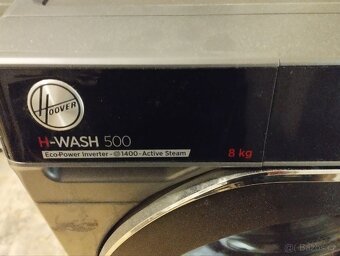 HOOVER
H-WASH 500
Eco-Power Inverter - 1400 - Active Steam
8 kg